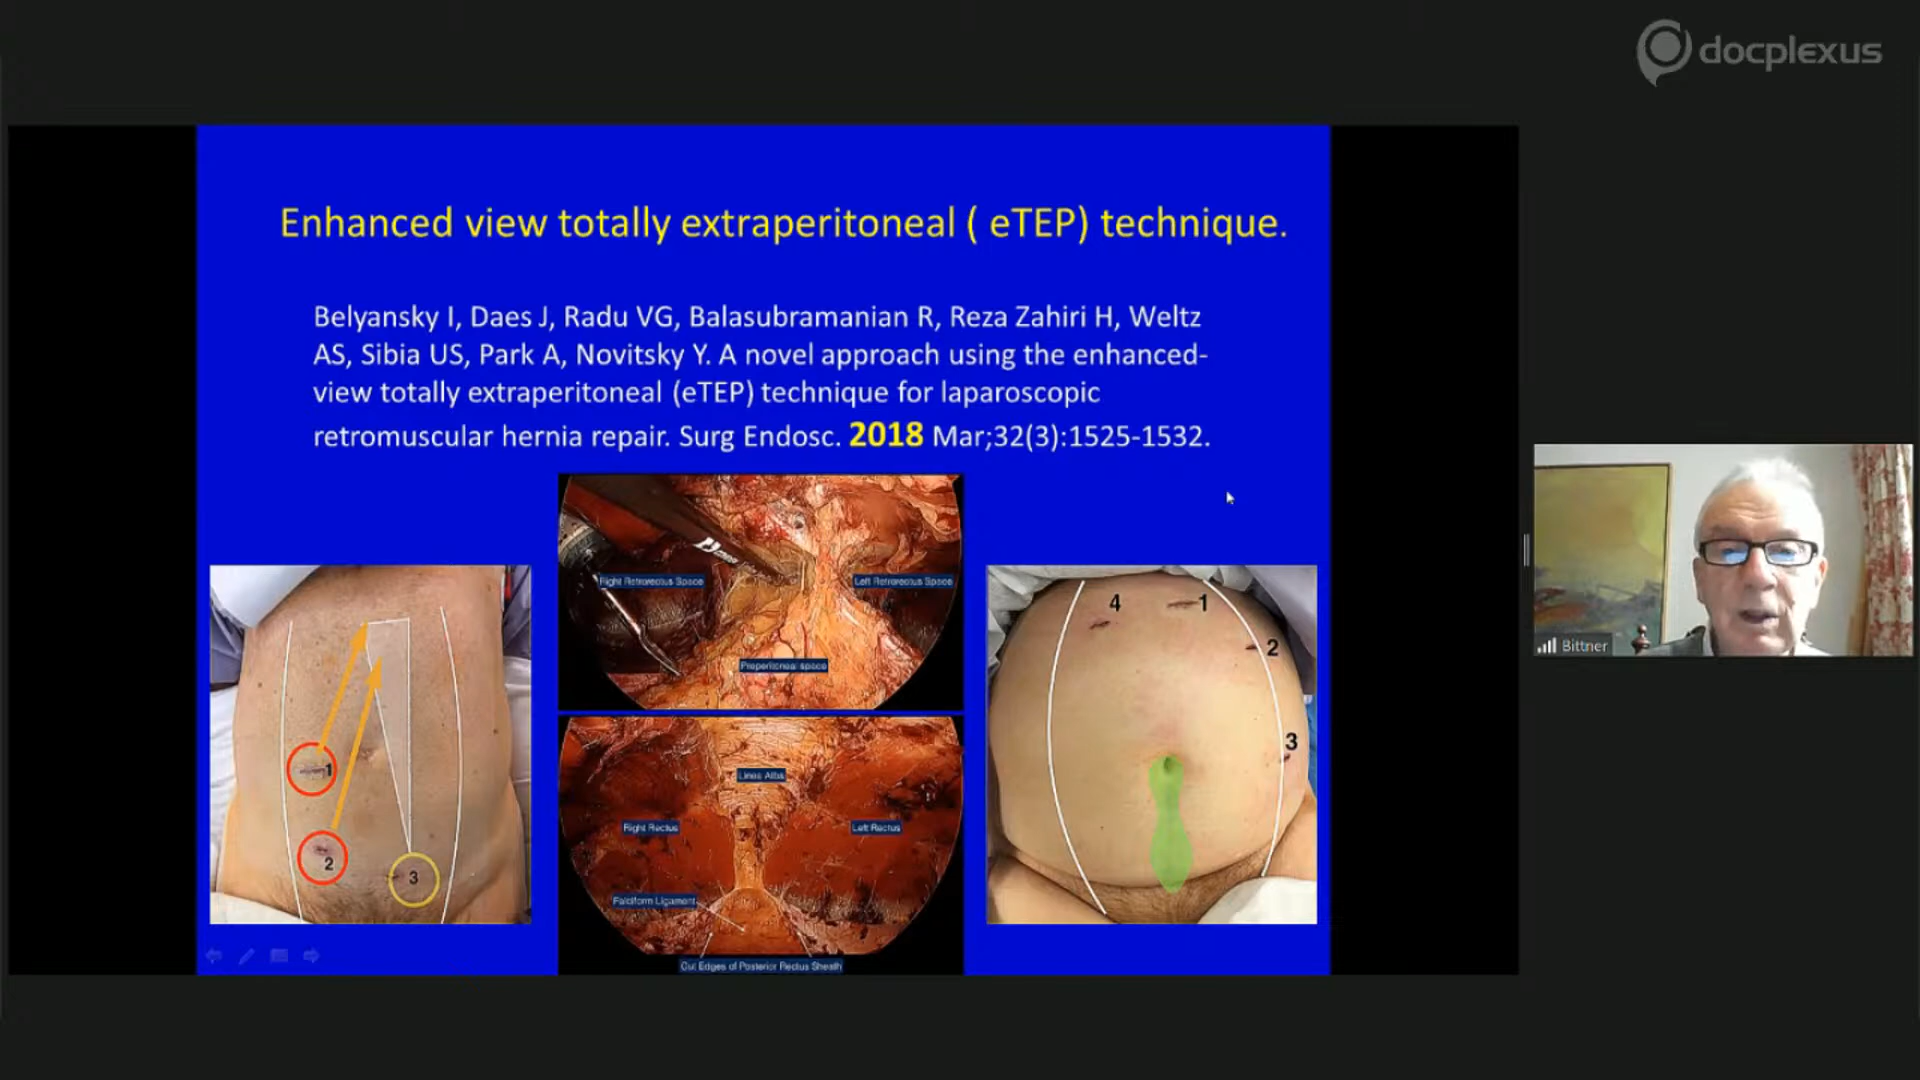 docplexus
Enhanced view totally extraperitoneal ( eTEP) technique.
Belyansky I, Daes J, Radu VG, Balasubramanian R, Reza Zahiri H, Weltz
AS, Sibia US, Park A, Novitsky Y. A novel approach using the enhanced-
view totally extraperitoneal (eTEP) technique for laparoscopic
retromuscular hernia repair. Surg Endosc. 2018 Mar;32(3):1525-1532.
1
2
3
Right Retrorectus Space
Left Retrorectus Space
Preperitoneal space
Linea Alba
Right Rectus
Left Rectus
Falciform Ligament
Cut Edges of Posterior Rectus Sheath
4
1
2
3
Bittner